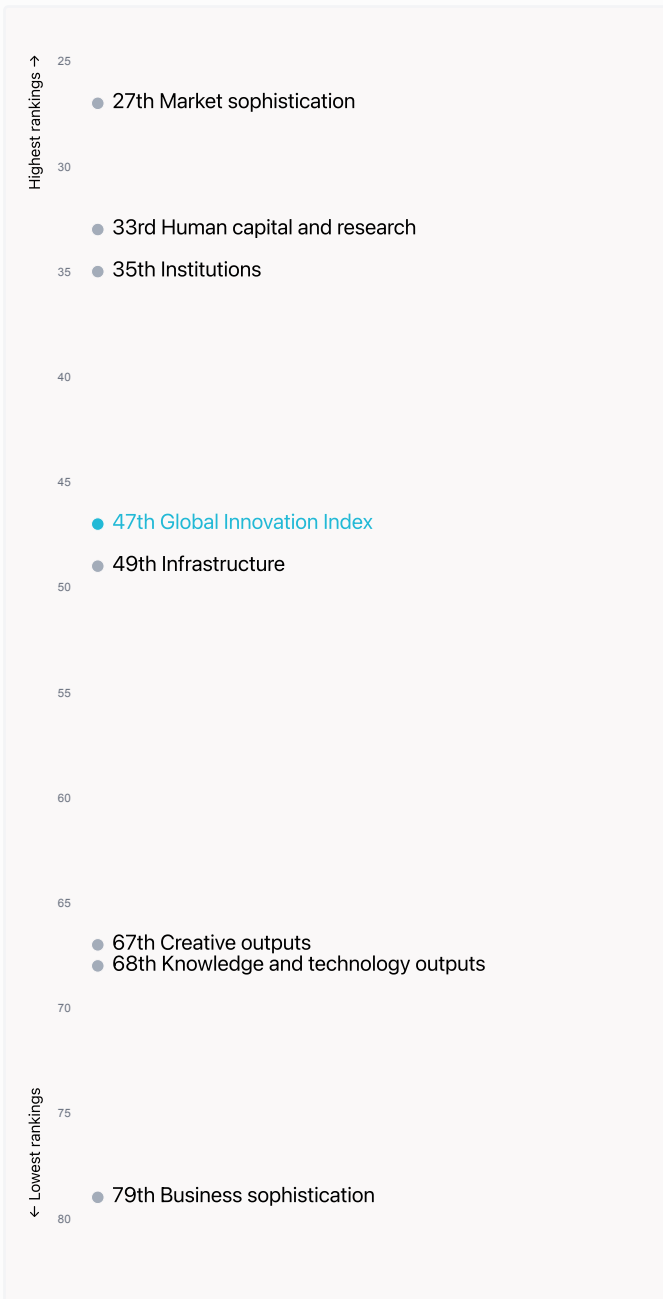 Highest rankings →
25
27th Market sophistication
30
33rd Human capital and research
35
35th Institutions
40
45
47th Global Innovation Index
49th Infrastructure
50
55
60
65
67th Creative outputs
68th Knowledge and technology outputs
70
75
← Lowest rankings
79th Business sophistication
80